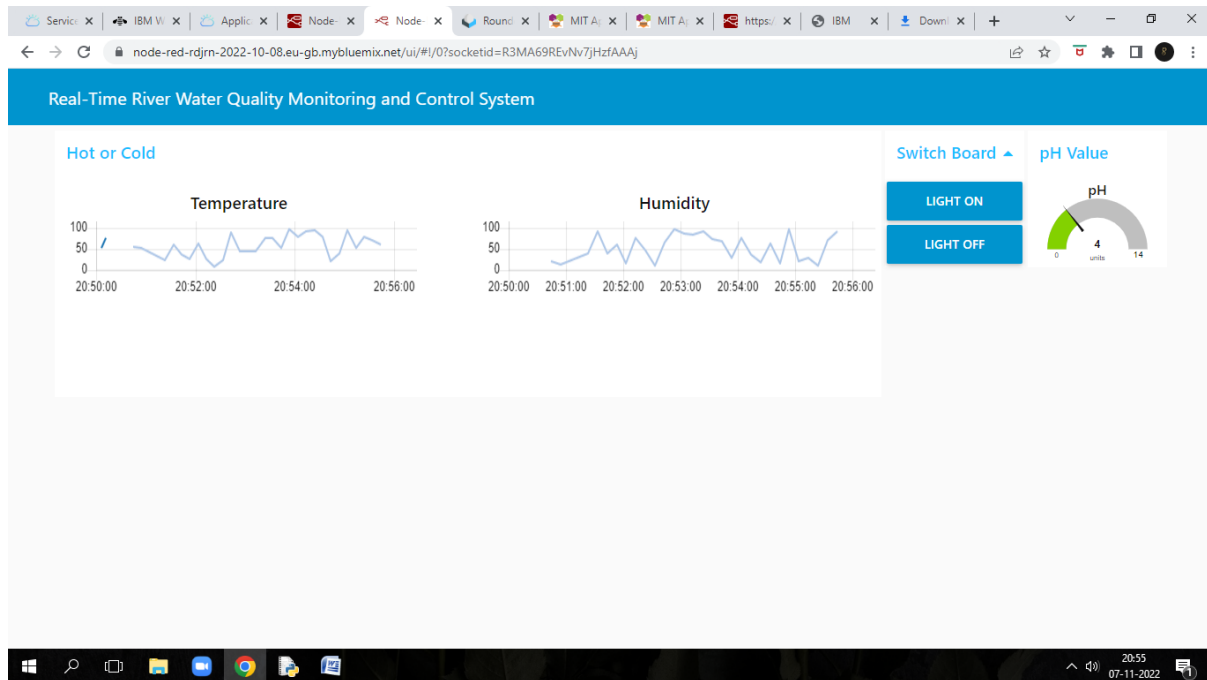 Service
IBM W
Applic
Node-
Node-
Round
MIT Ap
MIT Ap
https:/
IBM
Downl
node-red-rdjrn-2022-10-08.eu-gb.mybluemix.net/ui/#!/0?socketid=R3MA69REvNv7jHzfAAAj
Real-Time River Water Quality Monitoring and Control System
Hot or Cold
Temperature
100
50
0
20:50:00 20:52:00 20:54:00 20:56:00
Humidity
100
50
0
20:50:00 20:51:00 20:52:00 20:53:00 20:54:00 20:55:00 20:56:00
Switch Board
LIGHT ON
LIGHT OFF
pH Value
pH
4
0 units 14
20:55
07-11-2022